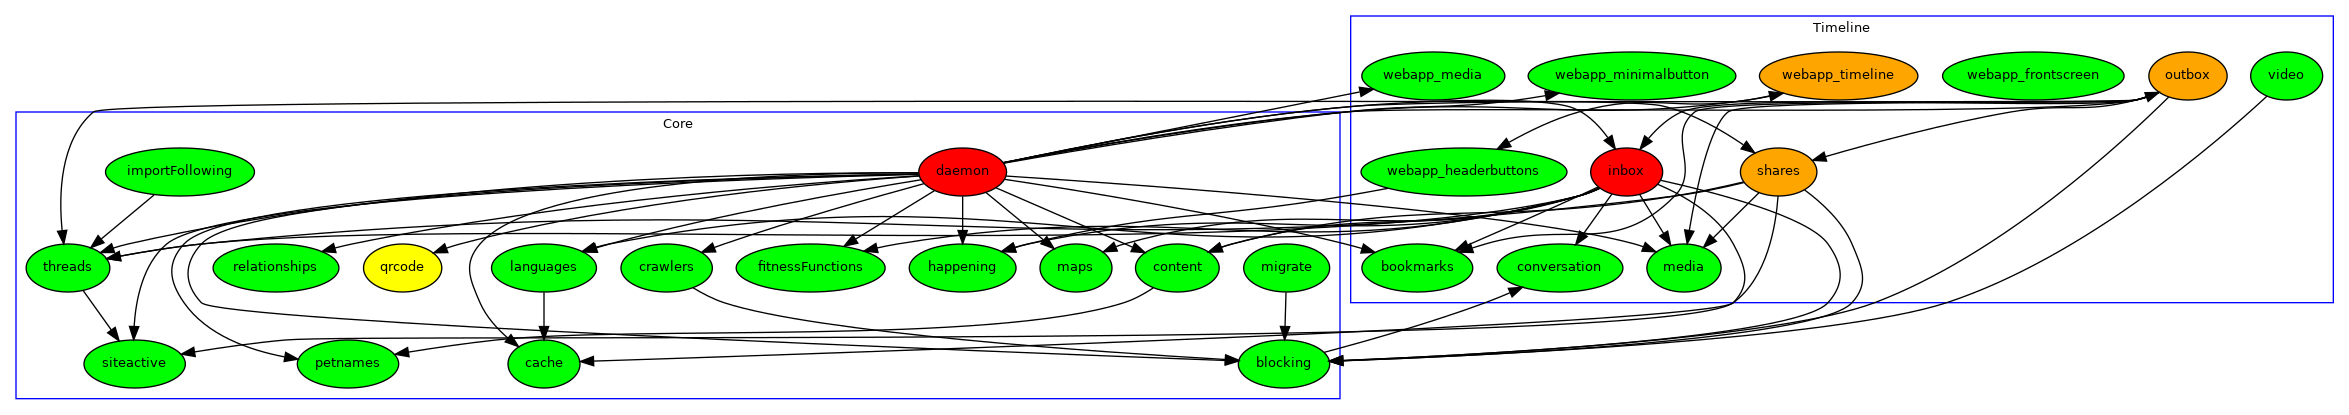 Timeline
webapp_media
webapp_minimalbutton
webapp_timeline
webapp_frontscreen
outbox
video
Core
importFollowing
daemon
webapp_headerbuttons
inbox
shares
threads
relationships
qrcode
languages
crawlers
fitnessFunctions
happening
maps
content
migrate
bookmarks
conversation
media
siteactive
petnames
cache
blocking